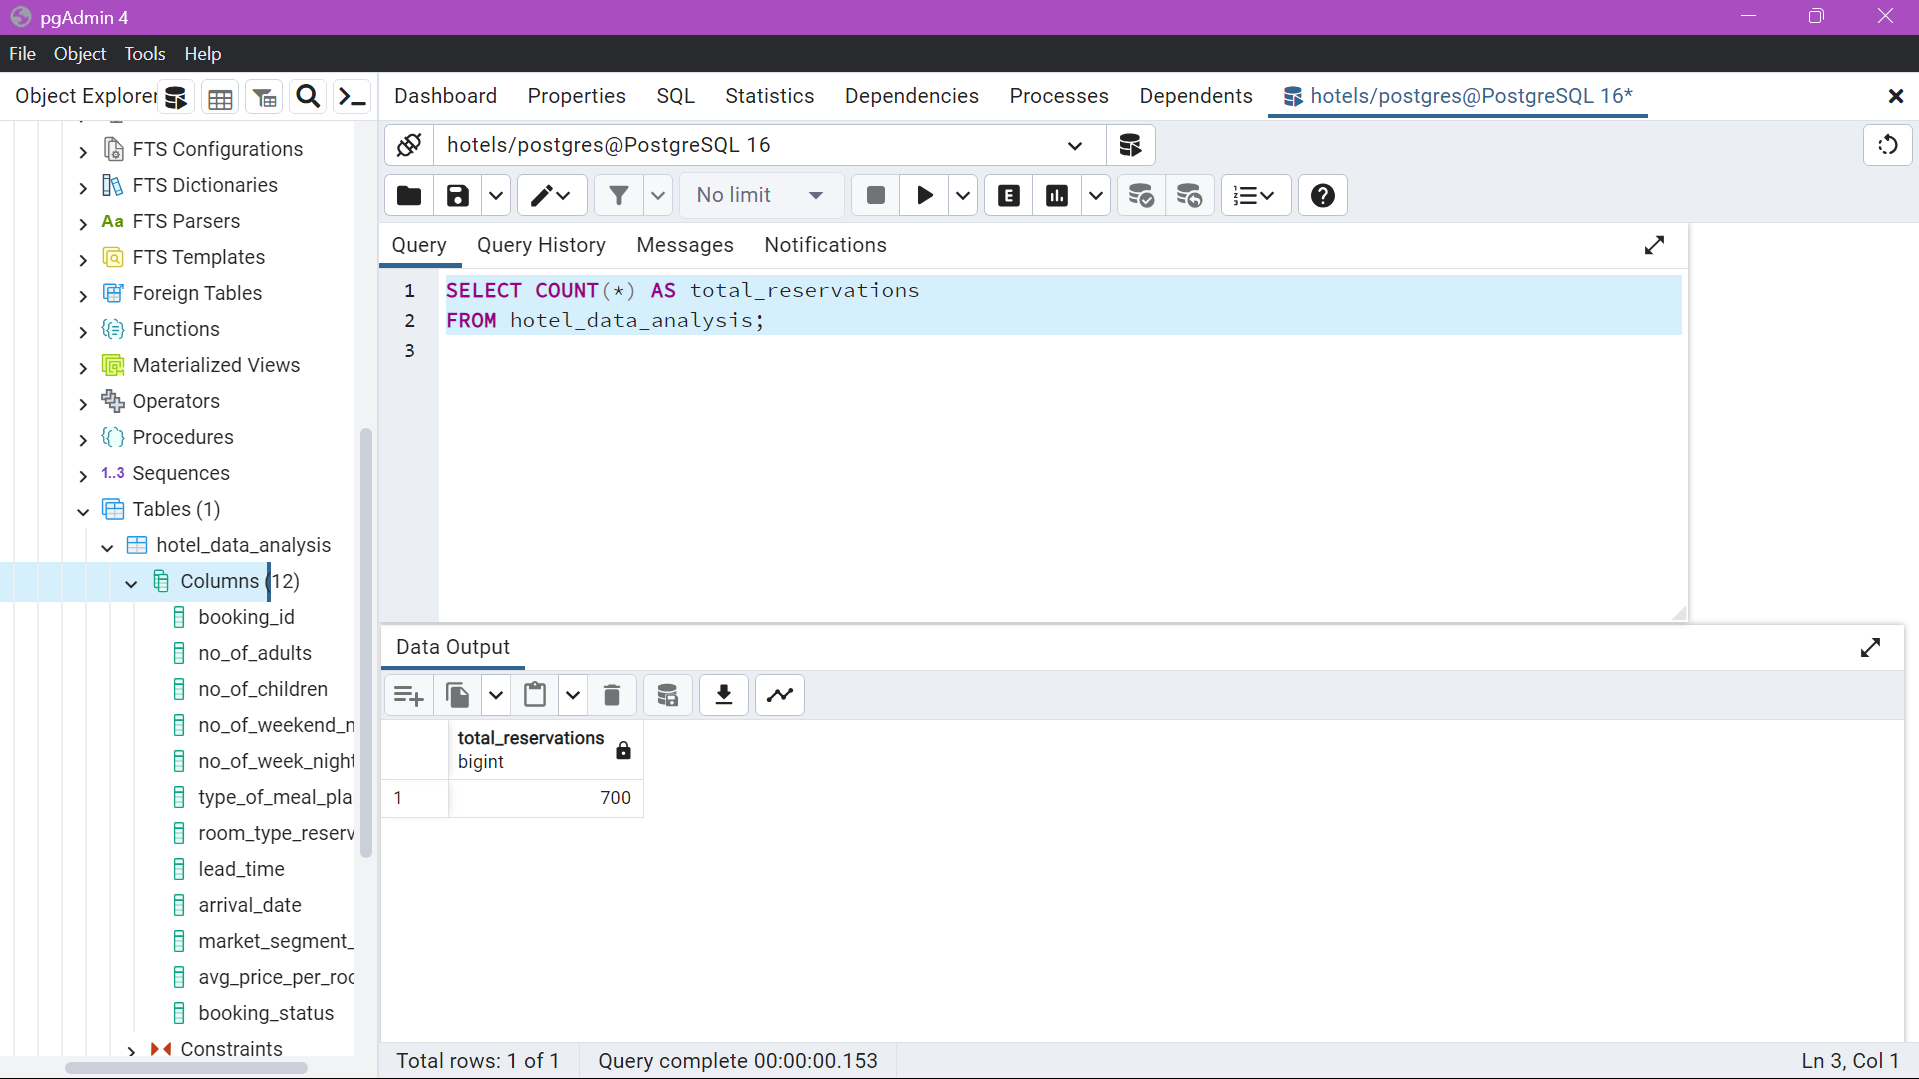 pgAdmin 4
File Object Tools Help
Object Explorer
Dashboard Properties SQL Statistics Dependencies Processes Dependents hotels/postgres@PostgreSQL 16*
hotels/postgres@PostgreSQL 16
No limit
E
Query Query History Messages Notifications
1 SELECT COUNT(*) AS total_reservations
2 FROM hotel_data_analysis;
3
FTS Configurations
FTS Dictionaries
Aa FTS Parsers
FTS Templates
Foreign Tables
Functions
Materialized Views
Operators
Procedures
1..3 Sequences
Tables (1)
hotel_data_analysis
Columns (12)
booking_id
no_of_adults
no_of_children
no_of_weekend_n
no_of_week_night
type_of_meal_pla
room_type_reserv
lead_time
arrival_date
market_segment_
avg_price_per_roo
booking_status
Constraints
Data Output
total_reservations
bigint
1 700
Total rows: 1 of 1 Query complete 00:00:00.153 Ln 3, Col 1